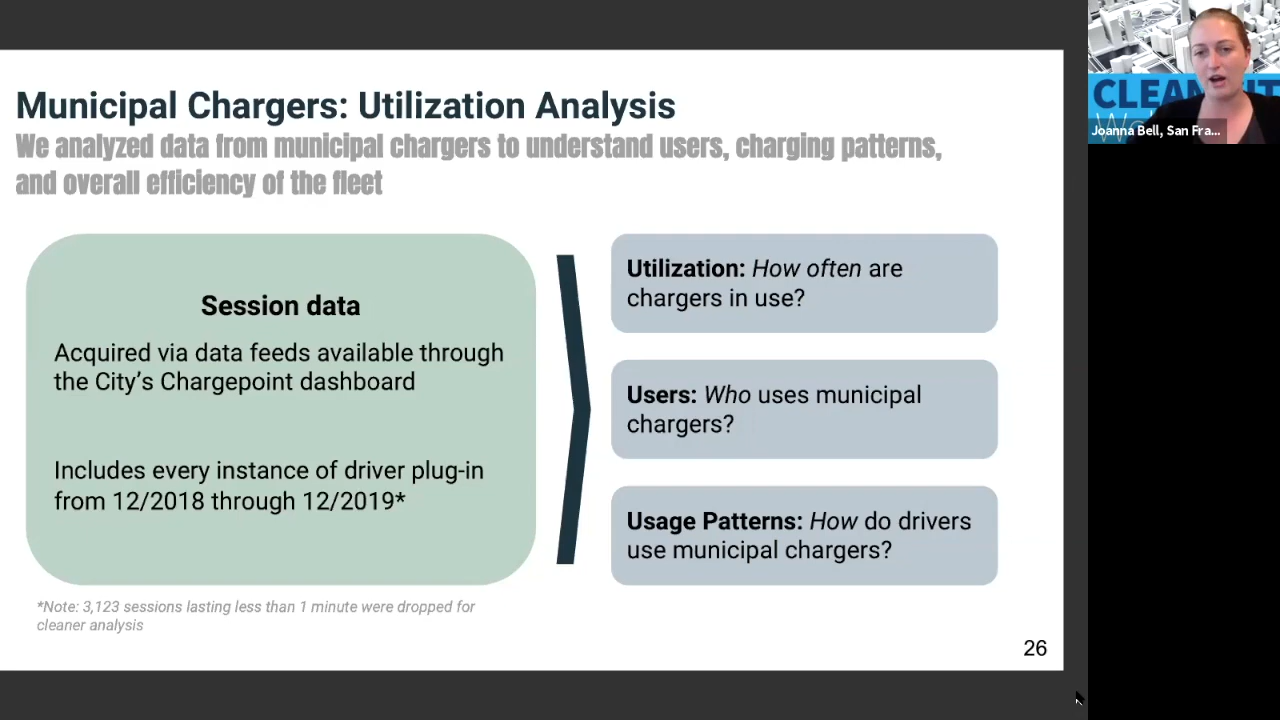 Municipal Chargers: Utilization Analysis
We analyzed data from municipal chargers to understand users, charging patterns,
and overall efficiency of the fleet
Session data
Acquired via data feeds available through
the City's Chargepoint dashboard
Includes every instance of driver plug-in
from 12/2018 through 12/2019*
*Note: 3,123 sessions lasting less than 1 minute were dropped for
cleaner analysis
Utilization: How often are
chargers in use?
Users: Who uses municipal
chargers?
Usage Patterns: How do drivers
use municipal chargers?
26
CLEAN
Joanna Bell, San Fra...